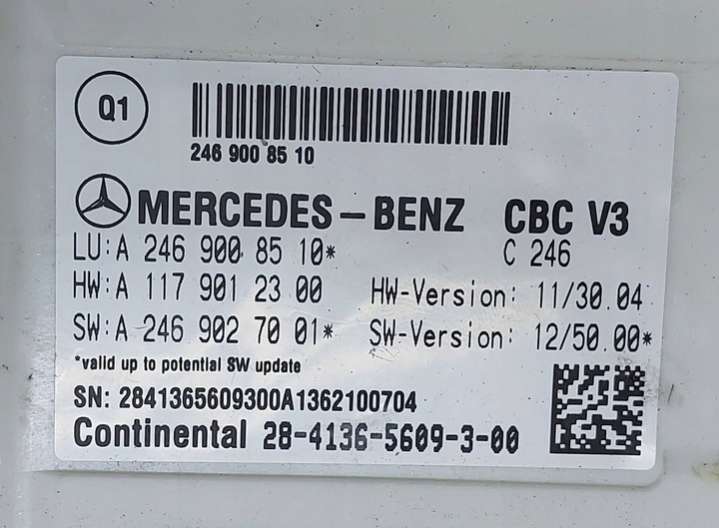 Q1
246 900 85 10
MERCEDES-BENZ CBC V3
LU:A 246 900 85 10* C 246
HW:A 117 901 23 00 HW-Version: 11/30.04
SW:A 246 902 70 01* SW-Version: 12/50.00*
*valid up to potential SW update
SN: 2841365609300A1362100704
Continental 28-4136-5609-3-00